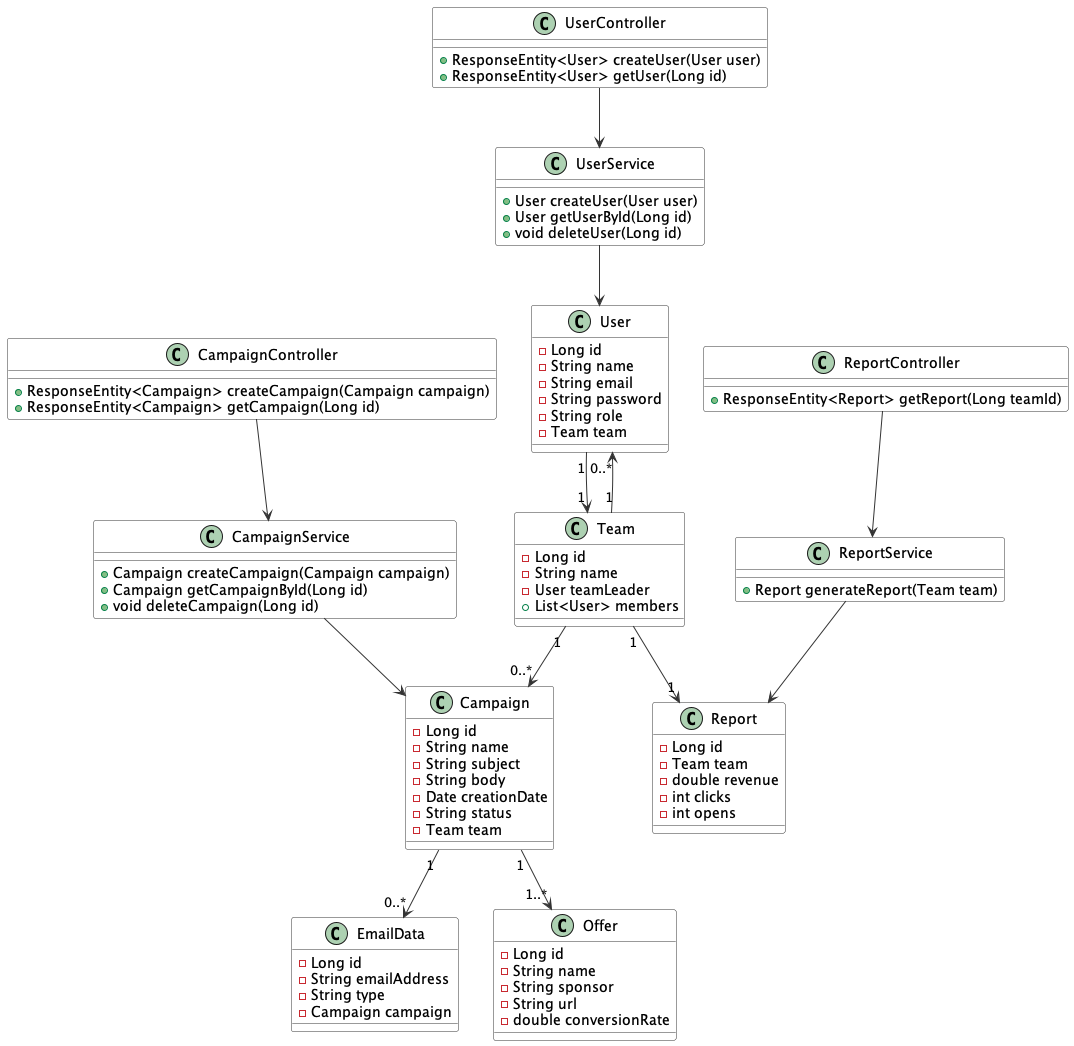 C UserController
ResponseEntity<User> createUser(User user)
ResponseEntity<User> getUser(Long id)
C UserService
User createUser(User user)
User getUserById(Long id)
void deleteUser(Long id)
C User
Long id
String name
String email
String password
String role
Team team
C CampaignController
ResponseEntity<Campaign> createCampaign(Campaign campaign)
ResponseEntity<Campaign> getCampaign(Long id)
C ReportController
ResponseEntity<Report> getReport(Long teamId)
1 0..*
1 1
C CampaignService
Campaign createCampaign(Campaign campaign)
Campaign getCampaignById(Long id)
void deleteCampaign(Long id)
C Team
Long id
String name
User teamLeader
List<User> members
C ReportService
Report generateReport(Team team)
1 1
0..* 1
C Campaign
Long id
String name
String subject
String body
Date creationDate
String status
Team team
C Report
Long id
Team team
double revenue
int clicks
int opens
1 1
0..* 1..*
C EmailData
Long id
String emailAddress
String type
Campaign campaign
C Offer
Long id
String name
String sponsor
String url
double conversionRate